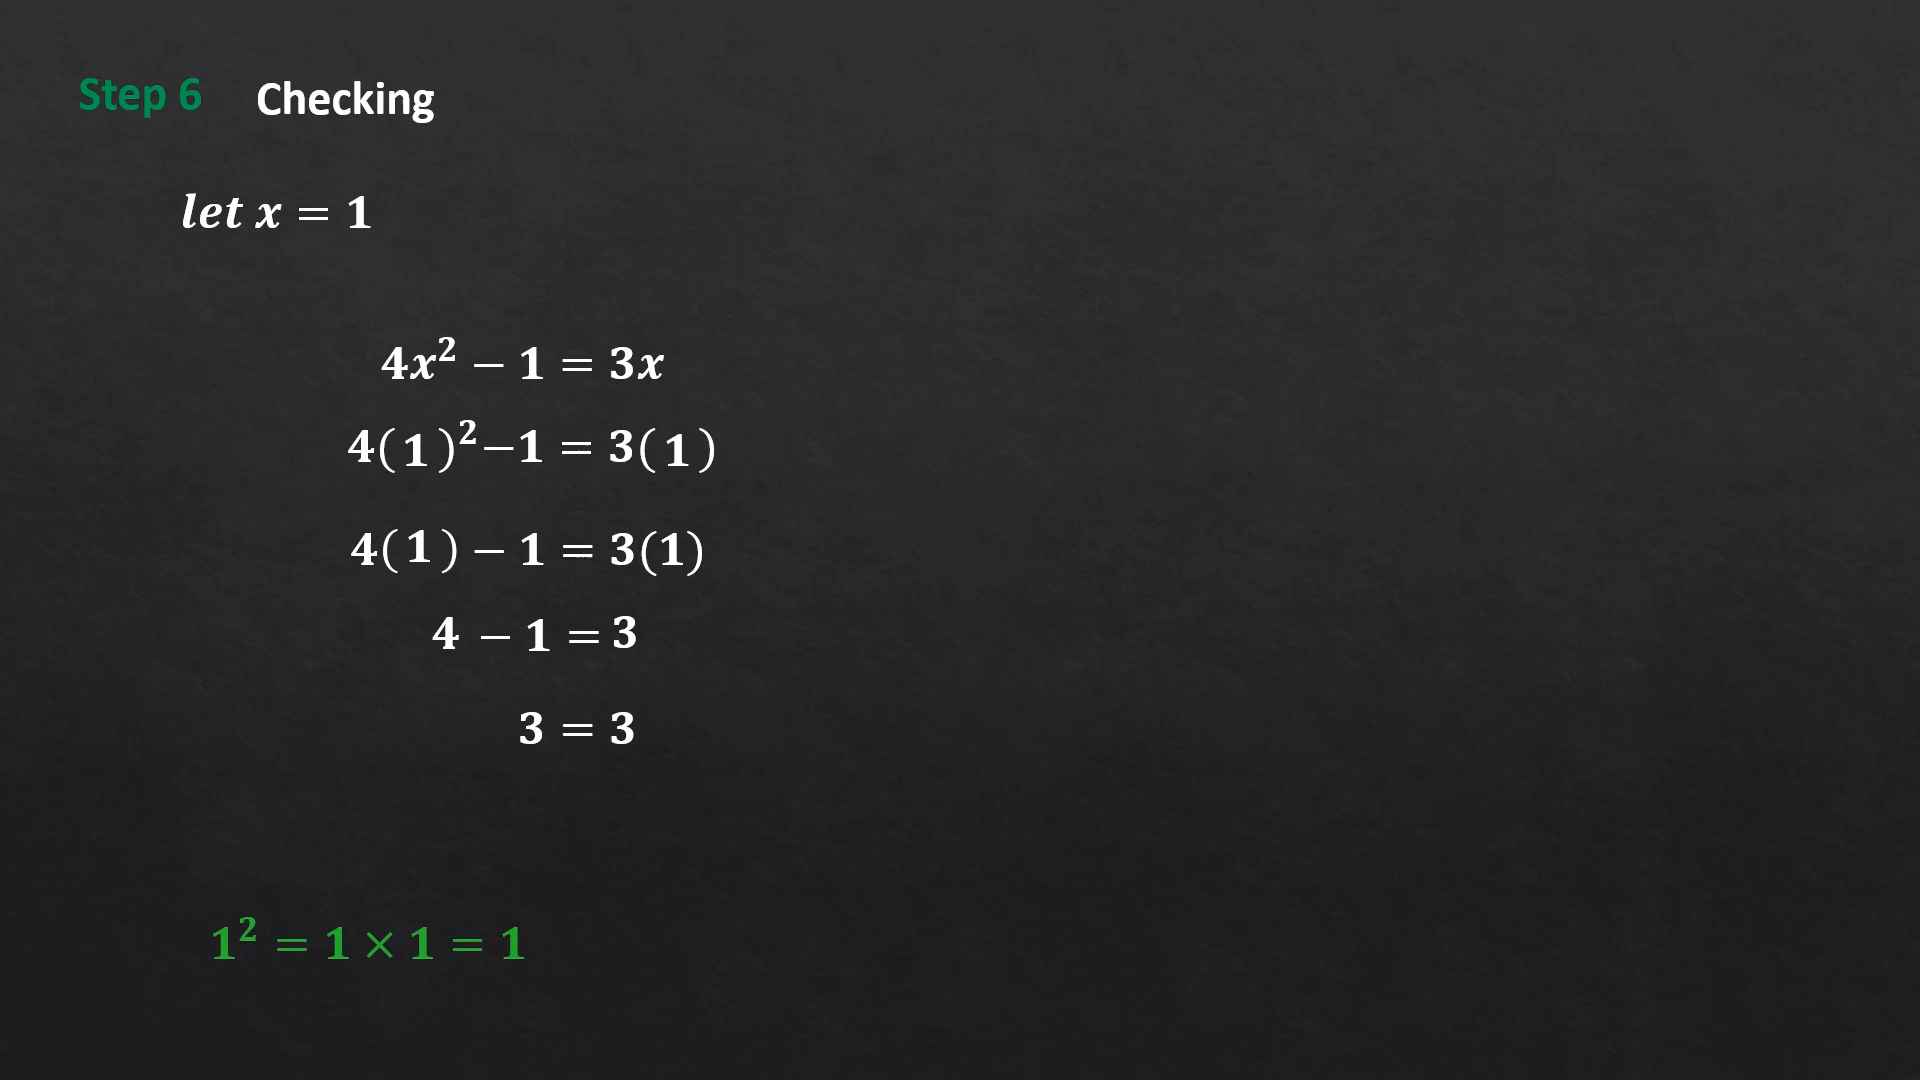 Step 6 Checking
let x = 1
4x² − 1 = 3x
4( 1 )²−1 = 3( 1 )
4( 1 ) − 1 = 3(1)
4 − 1 = 3
3 = 3
1² = 1 × 1 = 1